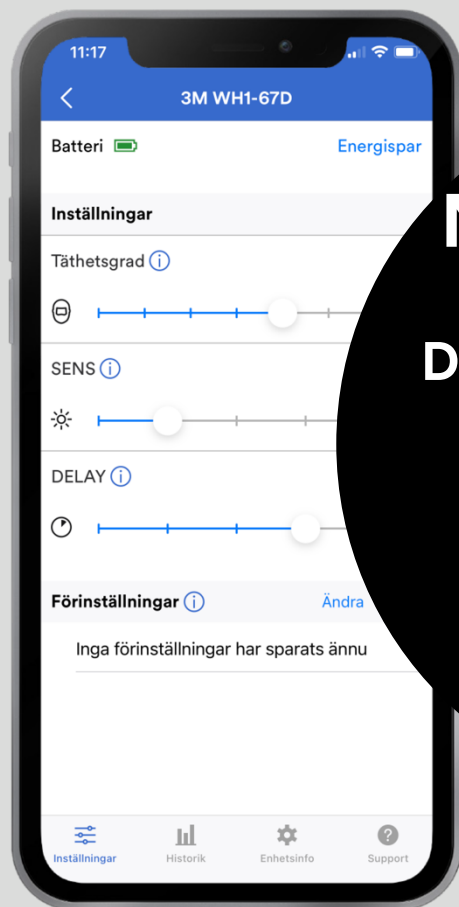 11:17
3M WH1-67D
Batteri
Energispar
Inställningar
Täthetsgrad
SENS
DELAY
Förinställningar
Ändra
Inga förinställningar har sparats ännu
Inställningar
Historik
Enhetsinfo
Support